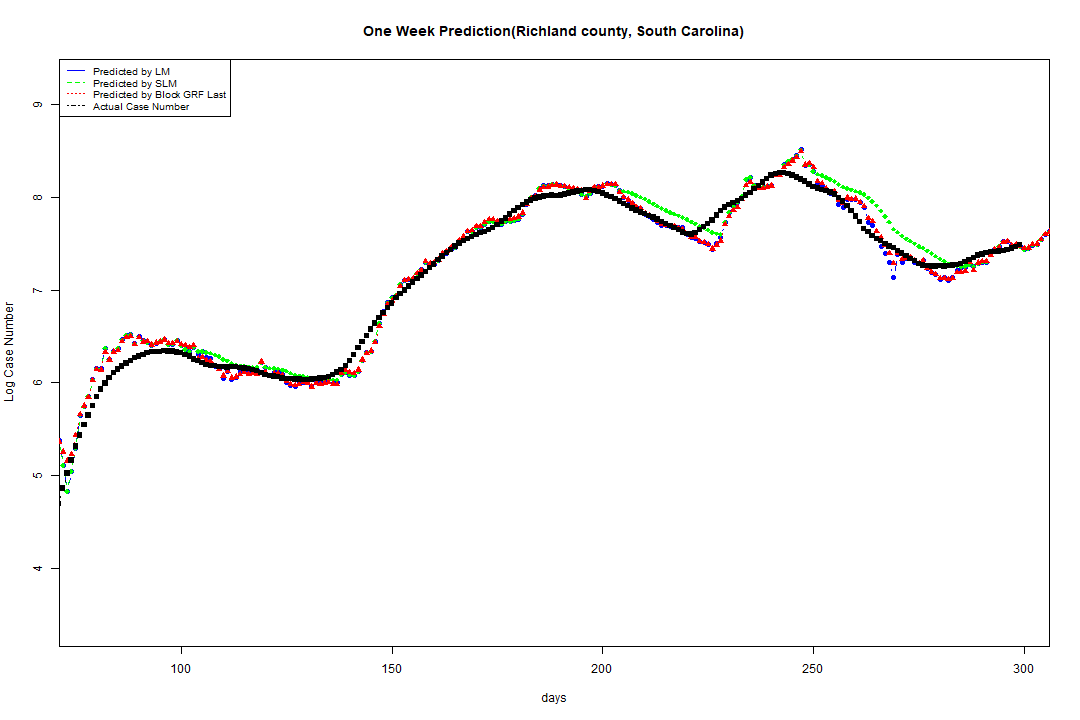 One Week Prediction(Richland county, South Carolina)
Predicted by LM
Predicted by SLM
Predicted by Block GRF Last
Actual Case Number
9
8
7
6
5
4
Log Case Number
100 150 200 250 300
days